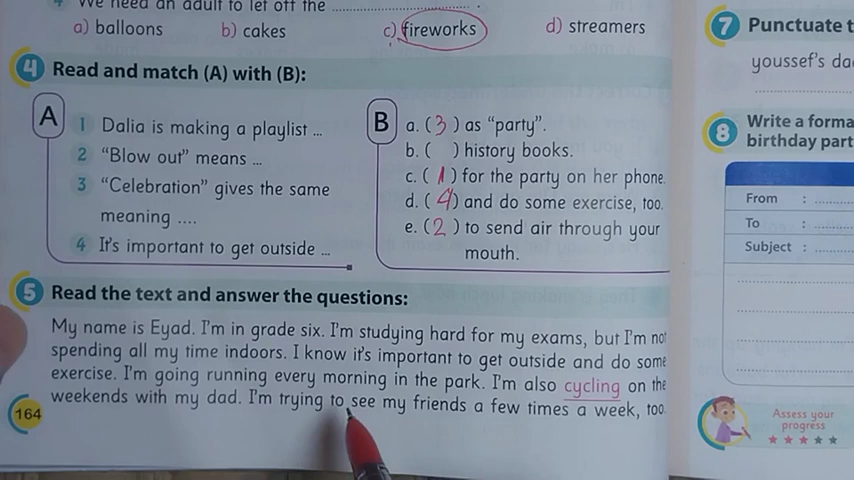 4 We need an adult to let off the .................... .
a) balloons b) cakes c) fireworks d) streamers
4 Read and match (A) with (B):
A
1 Dalia is making a playlist ...
2 “Blow out” means ...
3 “Celebration” gives the same
meaning ....
4 It's important to get outside ...
B
a. (3) as “party”.
b. ( ) history books.
c. (1) for the party on her phone.
d. (4) and do some exercise, too.
e. (2) to send air through your
mouth.
5 Read the text and answer the questions:
My name is Eyad. I'm in grade six. I'm studying hard for my exams, but I'm not
spending all my time indoors. I know it's important to get outside and do some
exercise. I'm going running every morning in the park. I'm also cycling on the
weekends with my dad. I'm trying to see my friends a few times a week, too.
164
7 Punctuate t
youssef's da
8 Write a forma
birthday part
From :
To :
Subject :
Assess your
progress